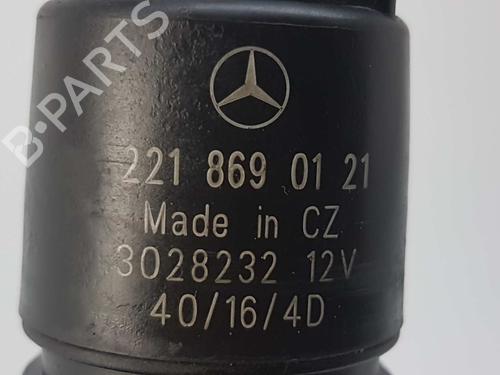 221 869 01 21
Made in CZ
3028232 12V
40/16/4D
B-PARTS